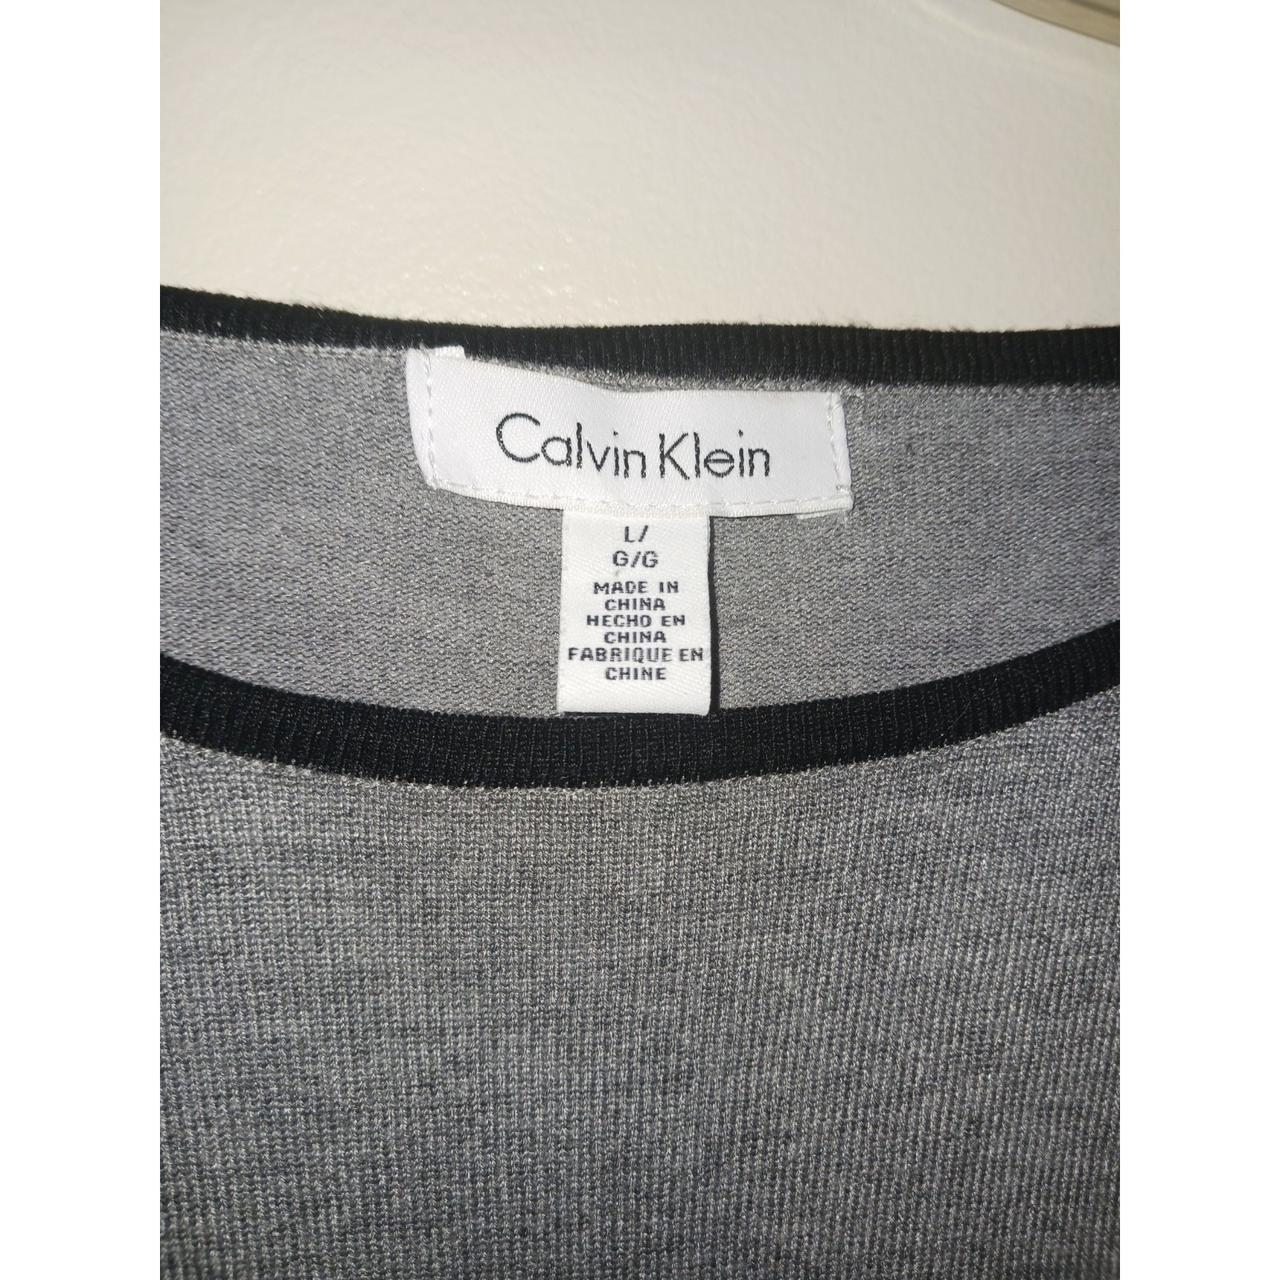 Calvin Klein
L/
G/G
MADE IN
CHINA
HECHO EN
CHINA
FABRIQUE EN
CHINE